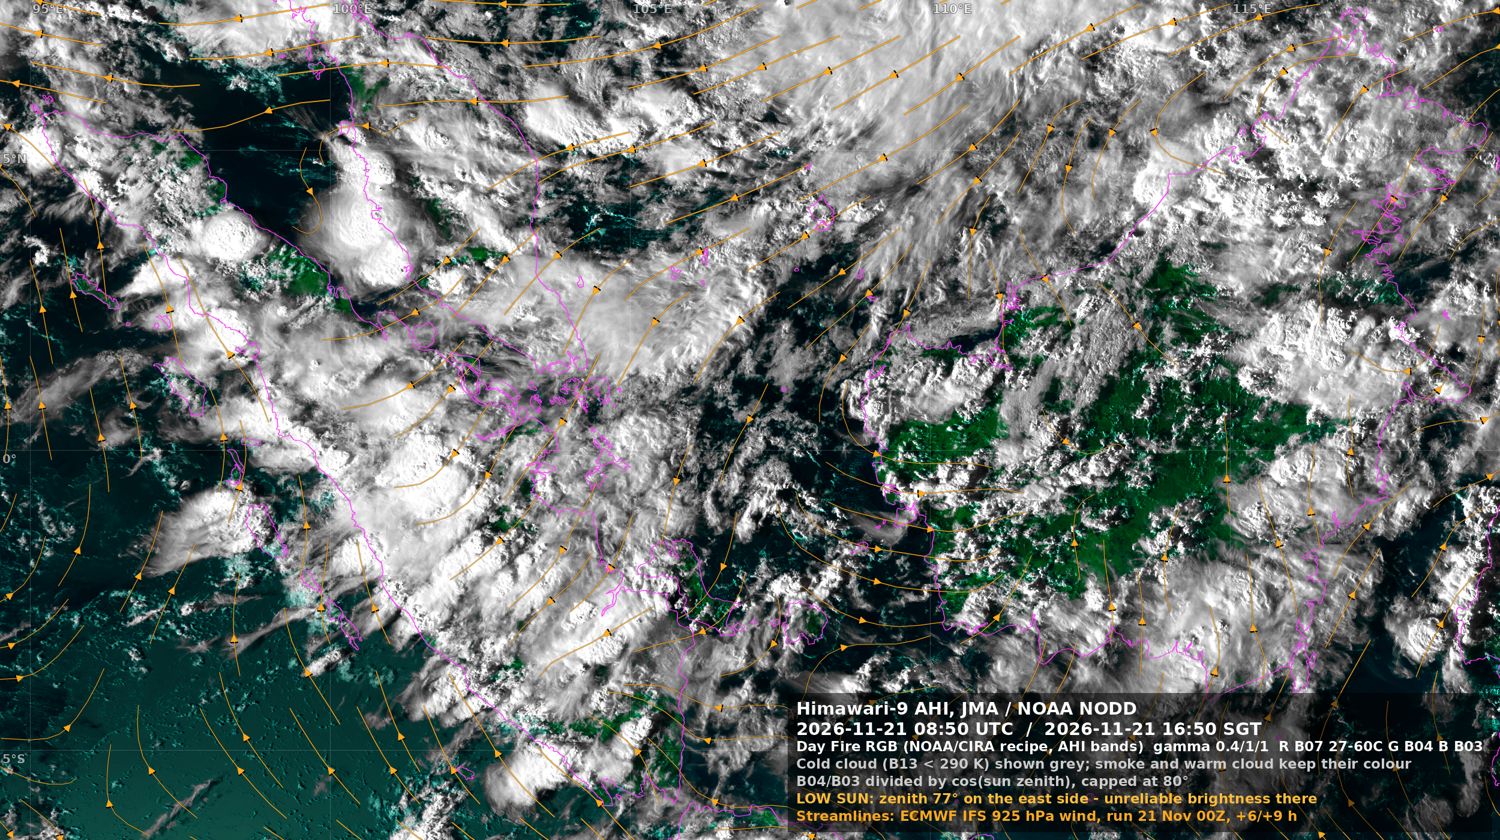 95°E 100°E 105°E 110°E 115°E
5°N
0°
5°S
Himawari-9 AHI, JMA / NOAA NODD
2026-11-21 08:50 UTC / 2026-11-21 16:50 SGT
Day Fire RGB (NOAA/CIRA recipe, AHI bands) gamma 0.4/1/1 R B07 27-60C G B04 B B03
Cold cloud (B13 < 290 K) shown grey; smoke and warm cloud keep their colour
B04/B03 divided by cos(sun zenith), capped at 80°
LOW SUN: zenith 77° on the east side - unreliable brightness there
Streamlines: ECMWF IFS 925 hPa wind, run 21 Nov 00Z, +6/+9 h